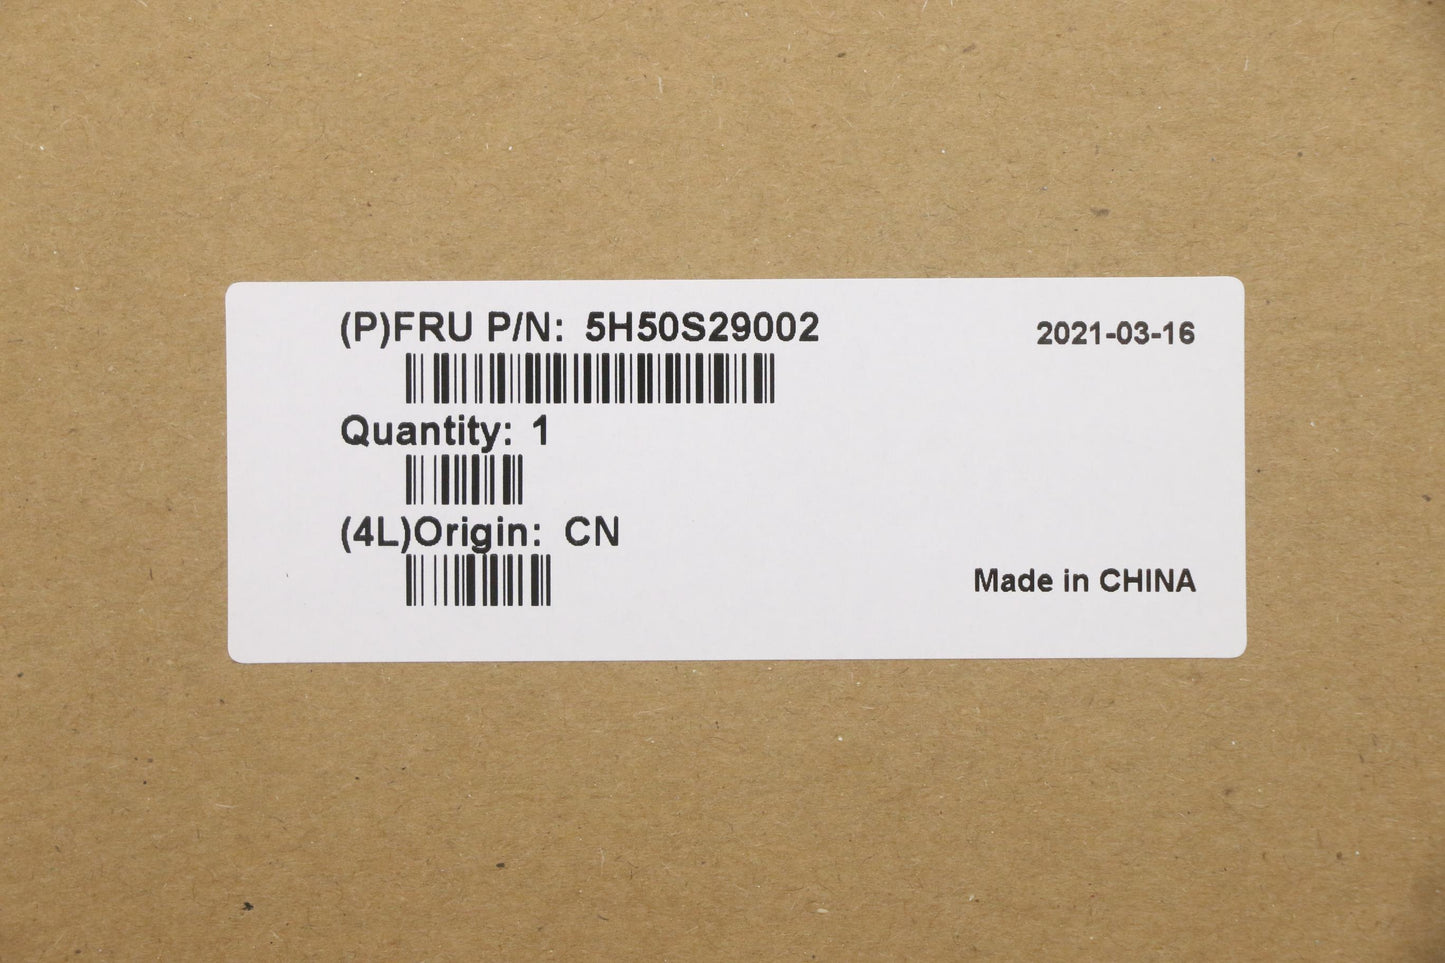 (P)FRU P/N: 5H50S29002
2021-03-16
Quantity: 1
(4L)Origin: CN
Made in CHINA